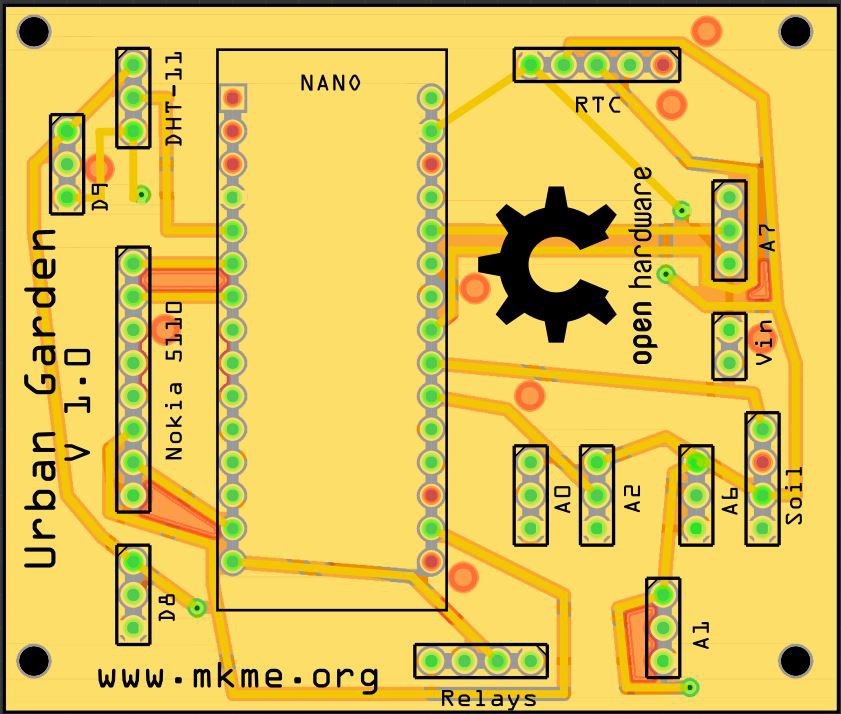 NANO
DHT-11
RTC
D9
open hardware
A7
Urban Garden
V 1.0
Nokia 5110
Vin
A0
A2
A6
Soil
D8
A1
www.mkme.org
Relays